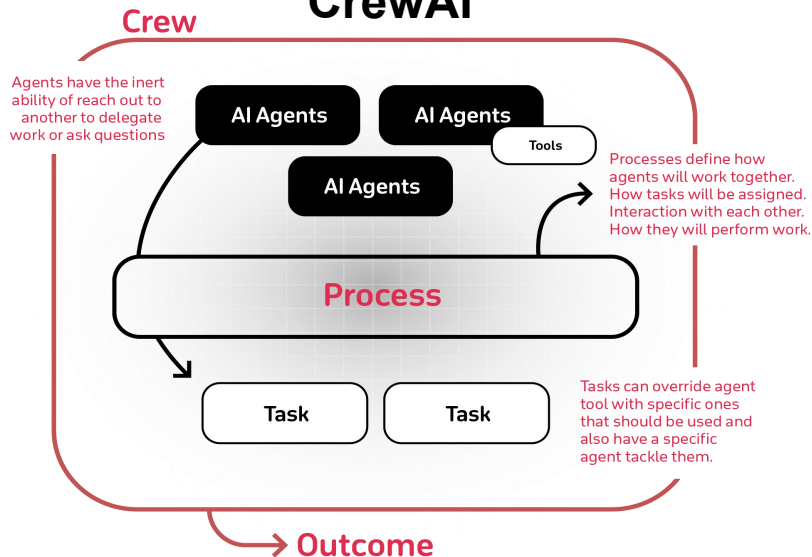 CrewAI
Crew
Agents have the inert
ability of reach out to
another to delegate
work or ask questions
AI Agents
AI Agents
Tools
AI Agents
Processes define how
agents will work together.
How tasks will be assigned.
Interaction with each other.
How they will perform work.
Process
Task
Task
Tasks can override agent
tool with specific ones
that should be used and
also have a specific
agent tackle them.
Outcome